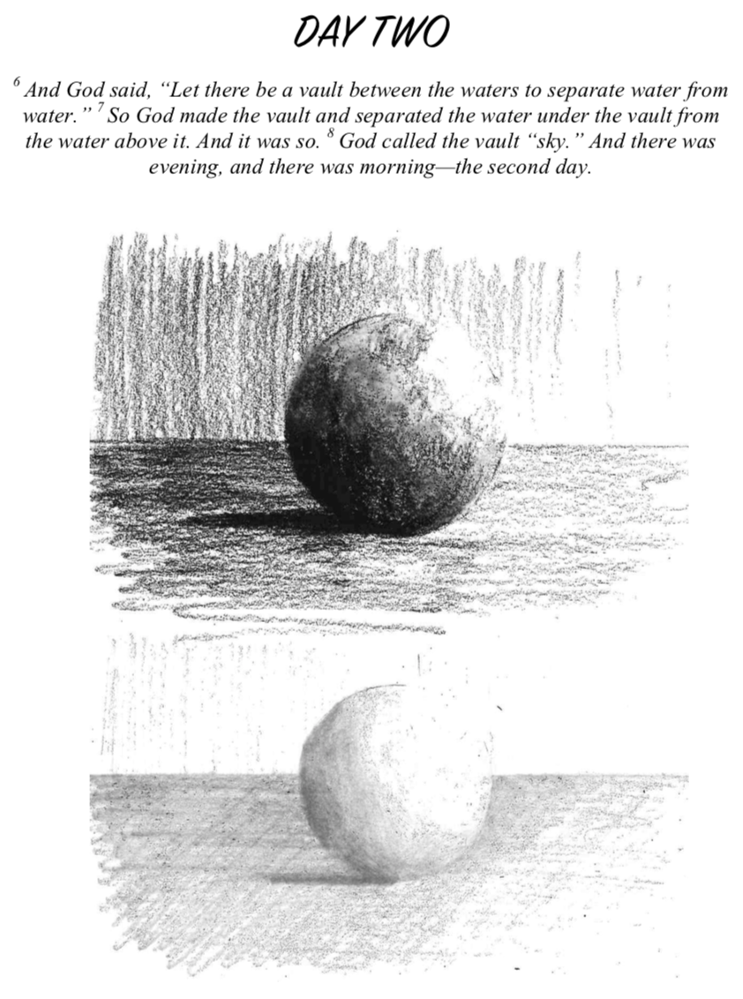 DAY TWO
⁶ And God said, “Let there be a vault between the waters to separate water from
water.” ⁷ So God made the vault and separated the water under the vault from
the water above it. And it was so. ⁸ God called the vault “sky.” And there was
evening, and there was morning—the second day.